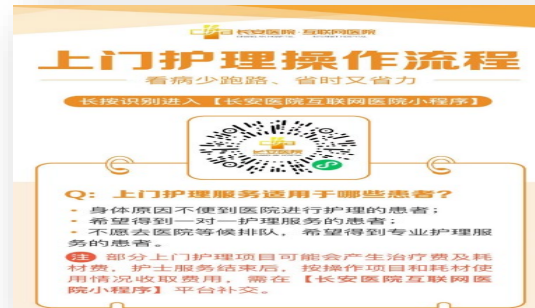 长安医院·互联网医院
上门护理操作流程
看病少跑路、省时又省力
长按识别进入【长安医院互联网医院小程序】
长安医院
Q：上门护理服务适用于哪些患者？
· 身体原因不便到医院进行护理的患者；
· 希望得到一对一护理服务的患者；
· 不愿去医院等候排队，希望得到专业护理服
务的患者。
注 部分上门护理项目可能会产生治疗费及耗
材费，护士服务结束后，按操作项目和耗材使
用情况收取费用，需在【长安医院互联网医
院小程序】平台补交。